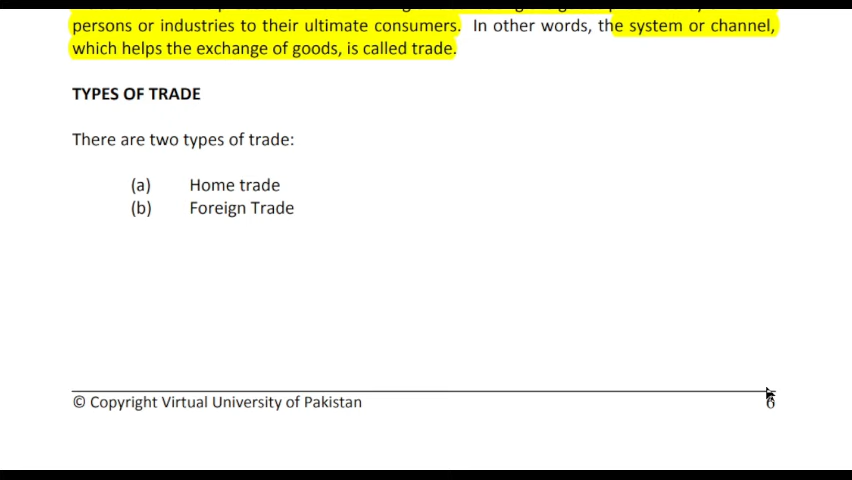 persons or industries to their ultimate consumers. In other words, the system or channel,
which helps the exchange of goods, is called trade.
TYPES OF TRADE
There are two types of trade:
(a) Home trade
(b) Foreign Trade
© Copyright Virtual University of Pakistan 6